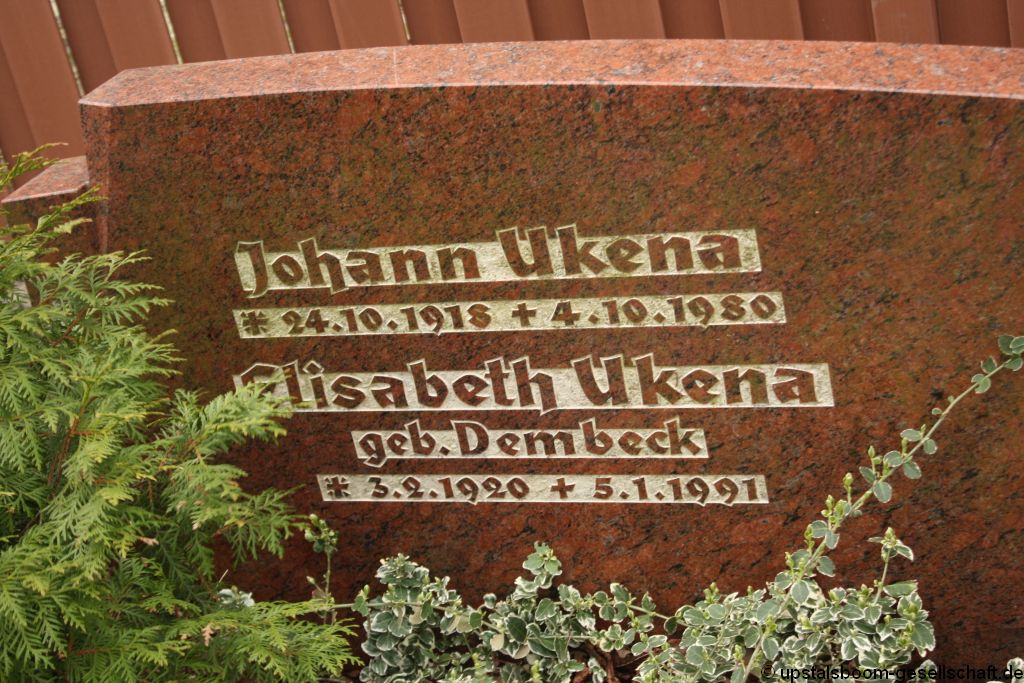 Johann Ukena
* 24.10.1918 + 4.10.1980
Elisabeth Ukena
geb. Dembeck
* 3.2.1920 + 5.1.1991
© upstalsboom-gesellschaft.de